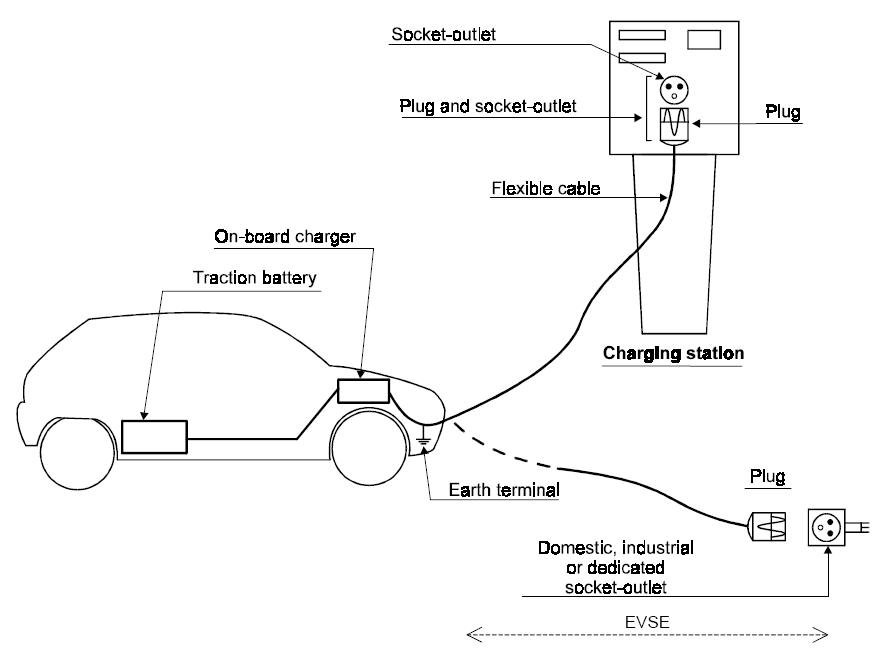 Socket-outlet
Plug and socket-outlet
Plug
Flexible cable
On-board charger
Traction battery
Charging station
Earth terminal
Plug
Domestic, industrial
or dedicated
socket-outlet
EVSE